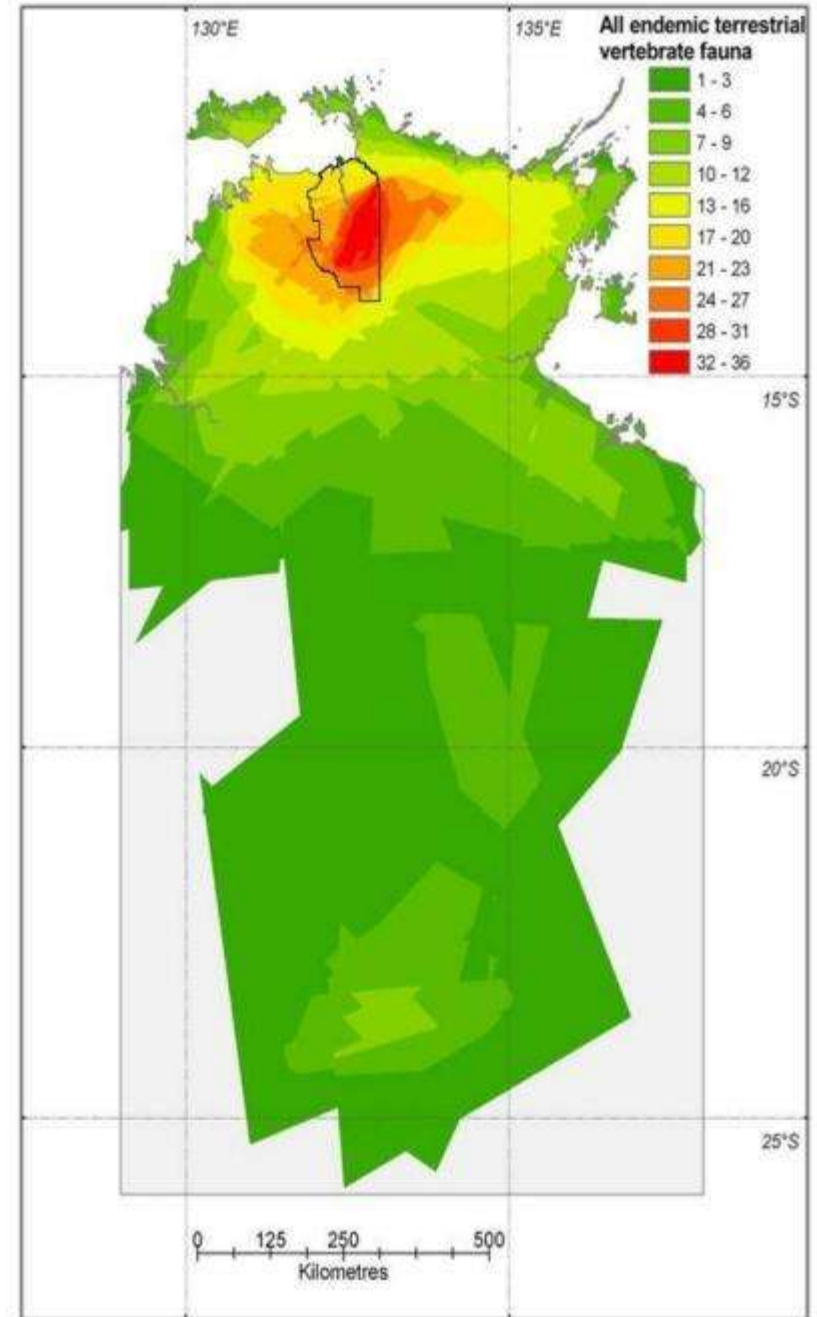 130°E
135°E
All endemic terrestrial
vertebrate fauna
1 - 3
4 - 6
7 - 9
10 - 12
13 - 16
17 - 20
21 - 23
24 - 27
28 - 31
32 - 36
15°S
20°S
25°S
0 125 250 500
Kilometres